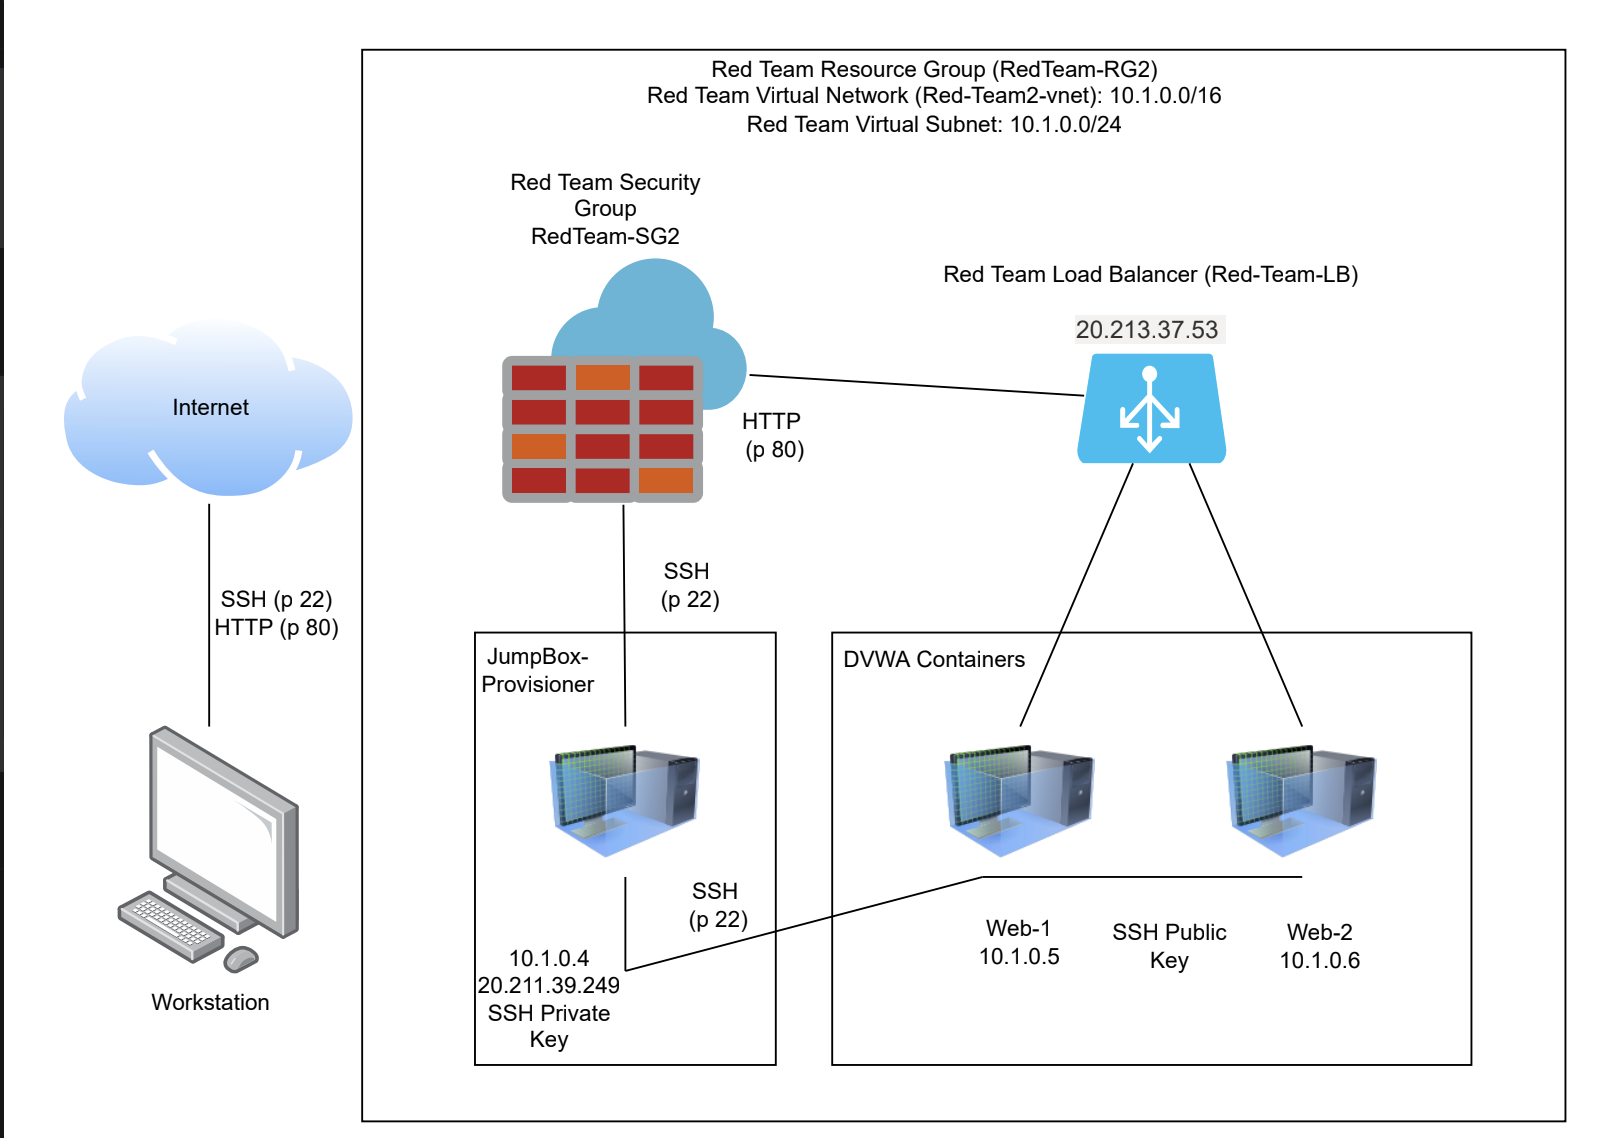 Red Team Resource Group (RedTeam-RG2)
Red Team Virtual Network (Red-Team2-vnet): 10.1.0.0/16
Red Team Virtual Subnet: 10.1.0.0/24
Red Team Security
Group
RedTeam-SG2
Red Team Load Balancer (Red-Team-LB)
20.213.37.53
Internet
HTTP
(p 80)
SSH
(p 22)
SSH (p 22)
HTTP (p 80)
JumpBox-
Provisioner
DVWA Containers
SSH
(p 22)
10.1.0.4
20.211.39.249
SSH Private
Key
Web-1
10.1.0.5
SSH Public
Key
Web-2
10.1.0.6
Workstation